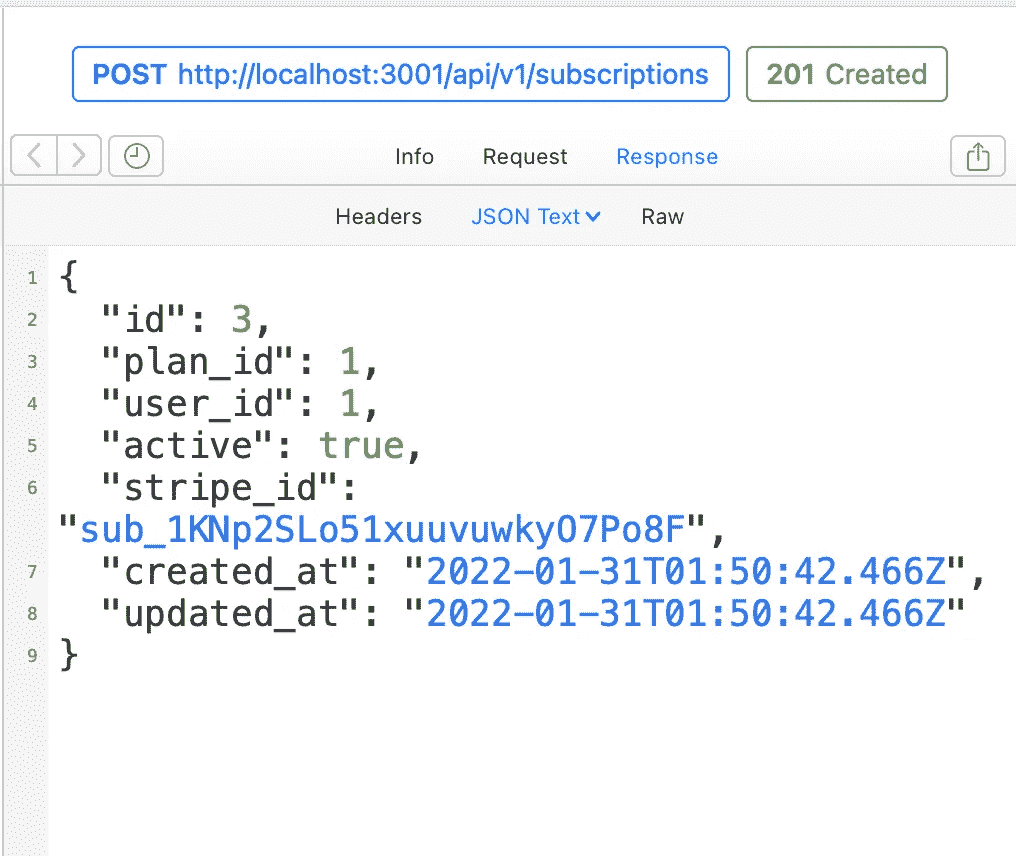 POST http://localhost:3001/api/v1/subscriptions 201 Created
Info Request Response
Headers JSON Text Raw
1 {
2 "id": 3,
3 "plan_id": 1,
4 "user_id": 1,
5 "active": true,
6 "stripe_id":
"sub_1KNp2SLo51xuuvuwkyO7Po8F",
7 "created_at": "2022-01-31T01:50:42.466Z",
8 "updated_at": "2022-01-31T01:50:42.466Z"
9 }